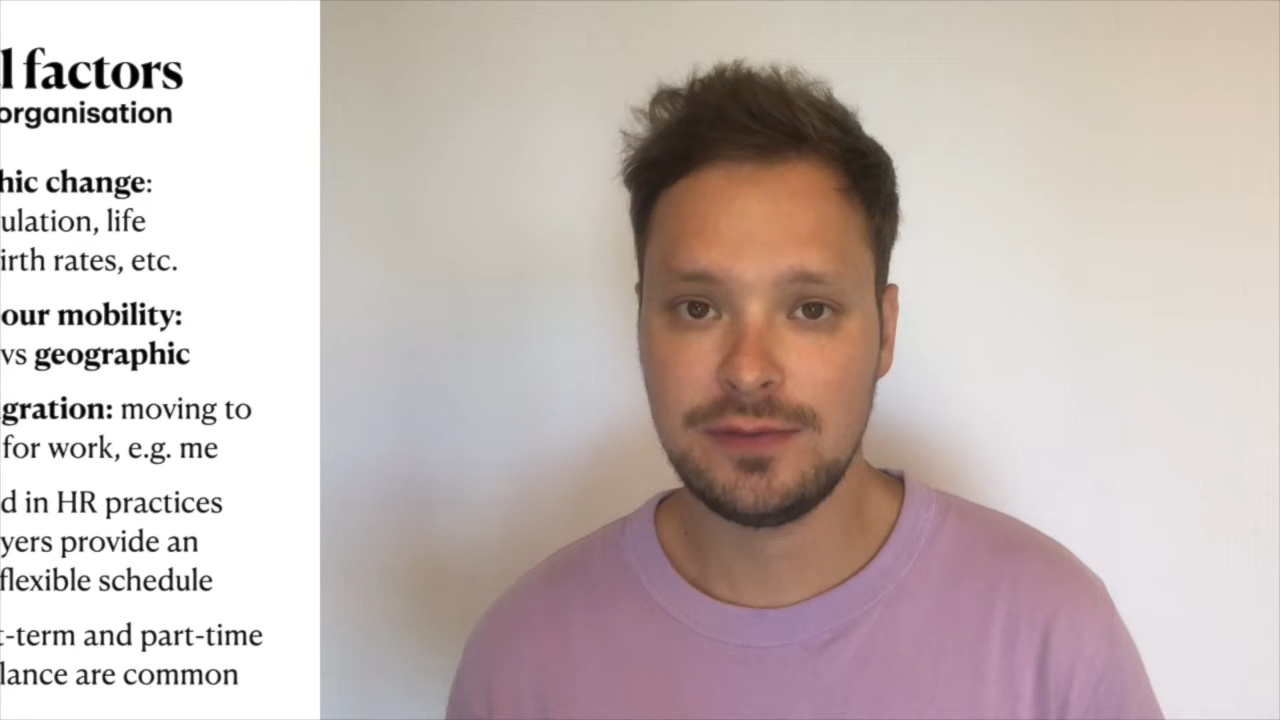 l factors
organisation
hic change:
ulation, life
irth rates, etc.
our mobility:
vs geographic
gration: moving to
for work, e.g. me
d in HR practices
yers provide an
flexible schedule
t-term and part-time
lance are common